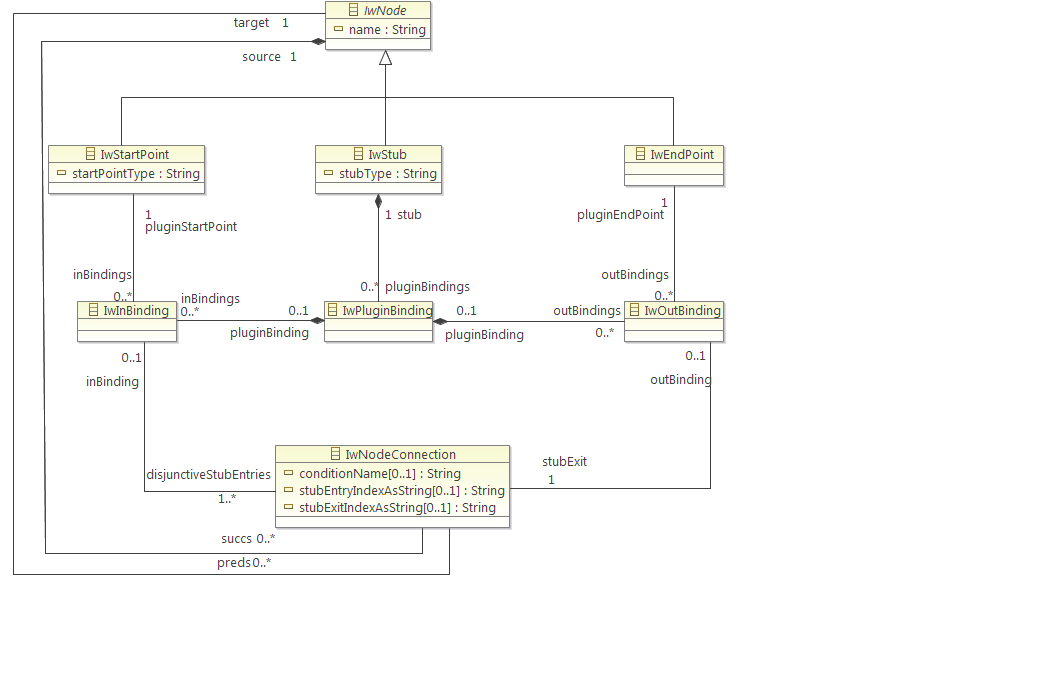 IwNode
target 1
name : String
source 1
IwStartPoint
IwStub
IwEndPoint
startPointType : String
stubType : String
1
pluginStartPoint
1 stub
1
pluginEndPoint
inBindings
0..*
0..* pluginBindings
outBindings
0..*
inBindings
0..*
0..1
pluginBinding
0..1
pluginBinding
outBindings
0..*
IwInBinding
IwPluginBinding
IwOutBinding
0..1
inBinding
0..1
outBinding
IwNodeConnection
conditionName[0..1] : String
stubEntryIndexAsString[0..1] : String
stubExitIndexAsString[0..1] : String
disjunctiveStubEntries
1..*
stubExit
1
succs 0..*
preds 0..*